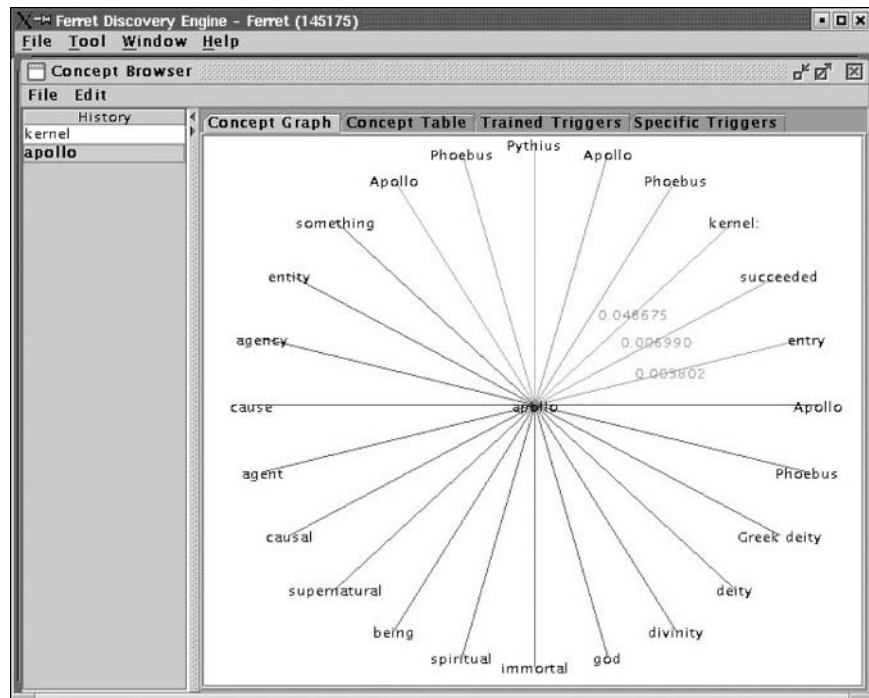 Ferret Discovery Engine - Ferret (145175)
File Tool Window Help
Concept Browser
File Edit
History
kernel
apollo
Concept Graph Concept Table Trained Triggers Specific Triggers
Pythius
Phoebus Apollo
Apollo Phoebus
something kernel:
entity succeeded
0.048675
agency 0.006990 entry
0.003802
cause apollo Apollo
agent Phoebus
causal Greek deity
supernatural deity
being divinity
spiritual immortal god